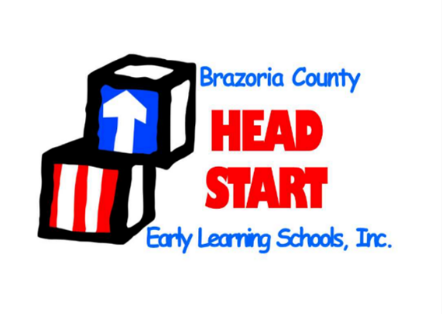 Brazoria County
HEAD
START
Early Learning Schools, Inc.